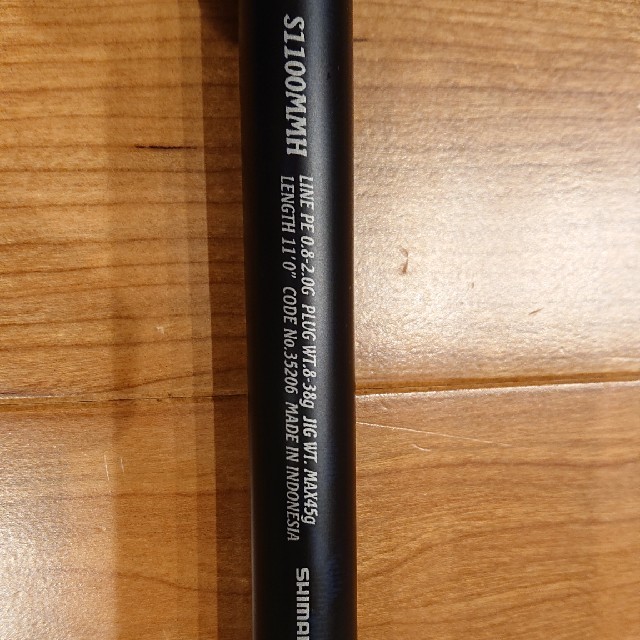 S1100MMH
LINE PE 0.8-2.0G PLUG WT.8-38g JIG WT. MAX45g
LENGTH 11'0" CODE No.35206 MADE IN INDONESIA
SHIMA